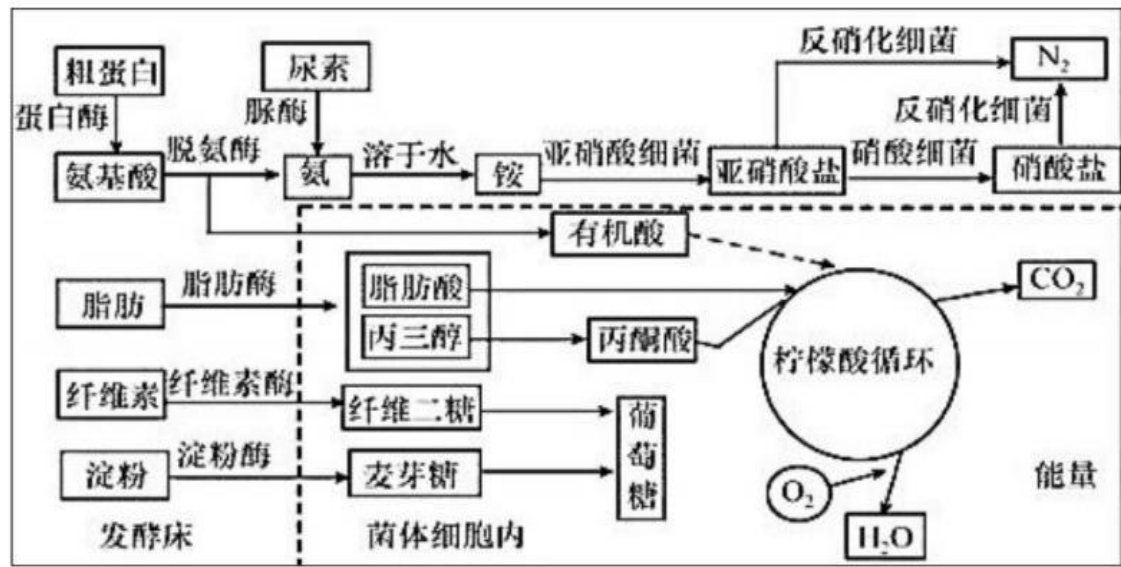 反硝化细菌
粗蛋白
尿素
N₂
蛋白酶
脲酶
反硝化细菌
氨基酸
脱氨酶
氨
溶于水
铵
亚硝酸细菌
亚硝酸盐
硝酸细菌
硝酸盐
有机酸
脂肪
脂肪酶
脂肪酸
CO₂
丙三醇
丙酮酸
柠檬酸循环
纤维素
纤维素酶
纤维二糖
葡萄糖
淀粉
淀粉酶
麦芽糖
O₂
能量
发酵床
菌体细胞内
H₂O